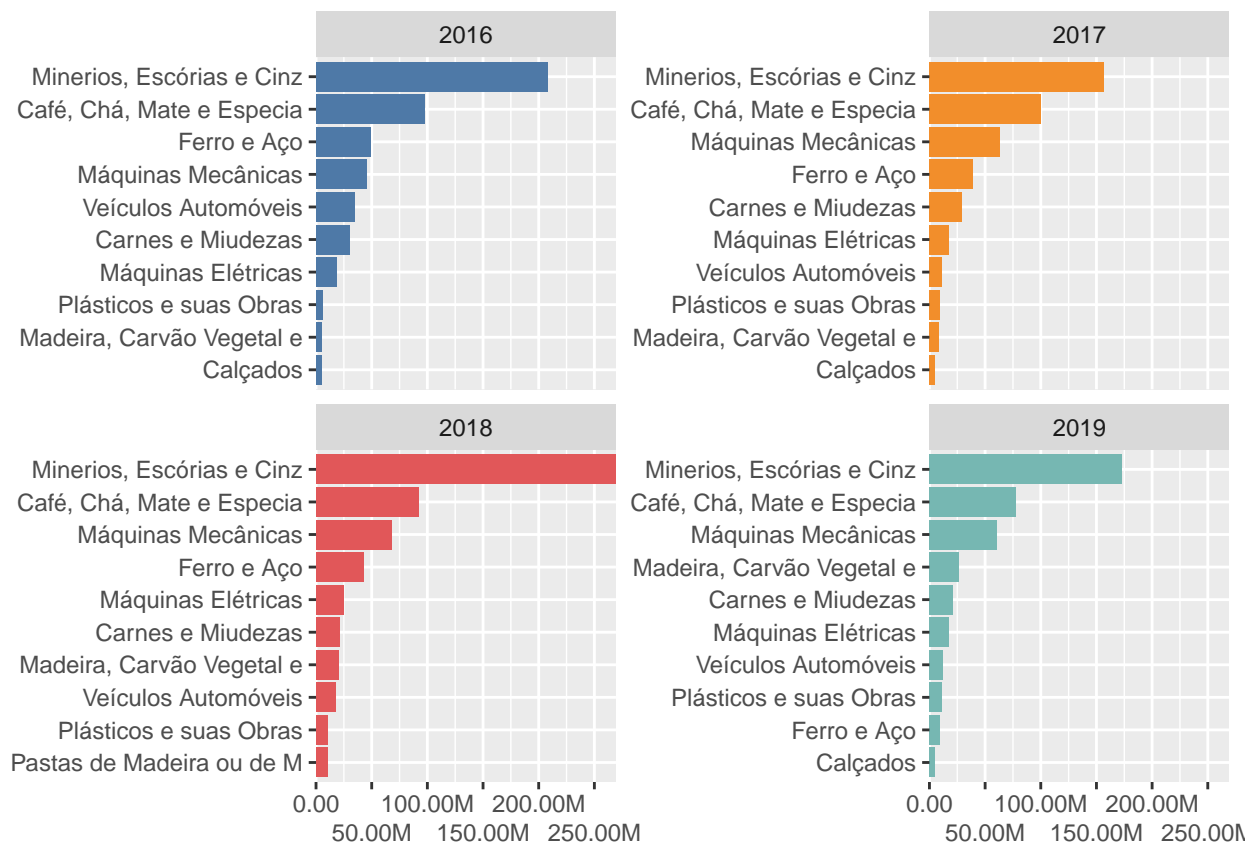 2016
Minerios, Escórias e Cinz
Café, Chá, Mate e Especia
Ferro e Aço
Máquinas Mecânicas
Veículos Automóveis
Carnes e Miudezas
Máquinas Elétricas
Plásticos e suas Obras
Madeira, Carvão Vegetal e
Calçados
2017
Minerios, Escórias e Cinz
Café, Chá, Mate e Especia
Máquinas Mecânicas
Ferro e Aço
Carnes e Miudezas
Máquinas Elétricas
Veículos Automóveis
Plásticos e suas Obras
Madeira, Carvão Vegetal e
Calçados
2018
Minerios, Escórias e Cinz
Café, Chá, Mate e Especia
Máquinas Mecânicas
Ferro e Aço
Máquinas Elétricas
Carnes e Miudezas
Madeira, Carvão Vegetal e
Veículos Automóveis
Plásticos e suas Obras
Pastas de Madeira ou de M
0.00 100.00M 200.00M
50.00M 150.00M 250.00M
2019
Minerios, Escórias e Cinz
Café, Chá, Mate e Especia
Máquinas Mecânicas
Madeira, Carvão Vegetal e
Carnes e Miudezas
Máquinas Elétricas
Veículos Automóveis
Plásticos e suas Obras
Ferro e Aço
Calçados
0.00 100.00M 200.00M
50.00M 150.00M 250.00M